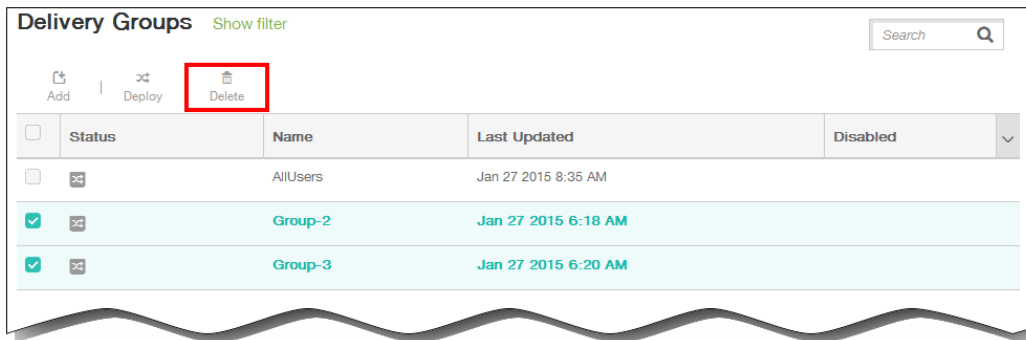 Delivery Groups Show filter
Search
Add | Deploy Delete
Status Name Last Updated Disabled
AllUsers Jan 27 2015 8:35 AM
Group-2 Jan 27 2015 6:18 AM
Group-3 Jan 27 2015 6:20 AM